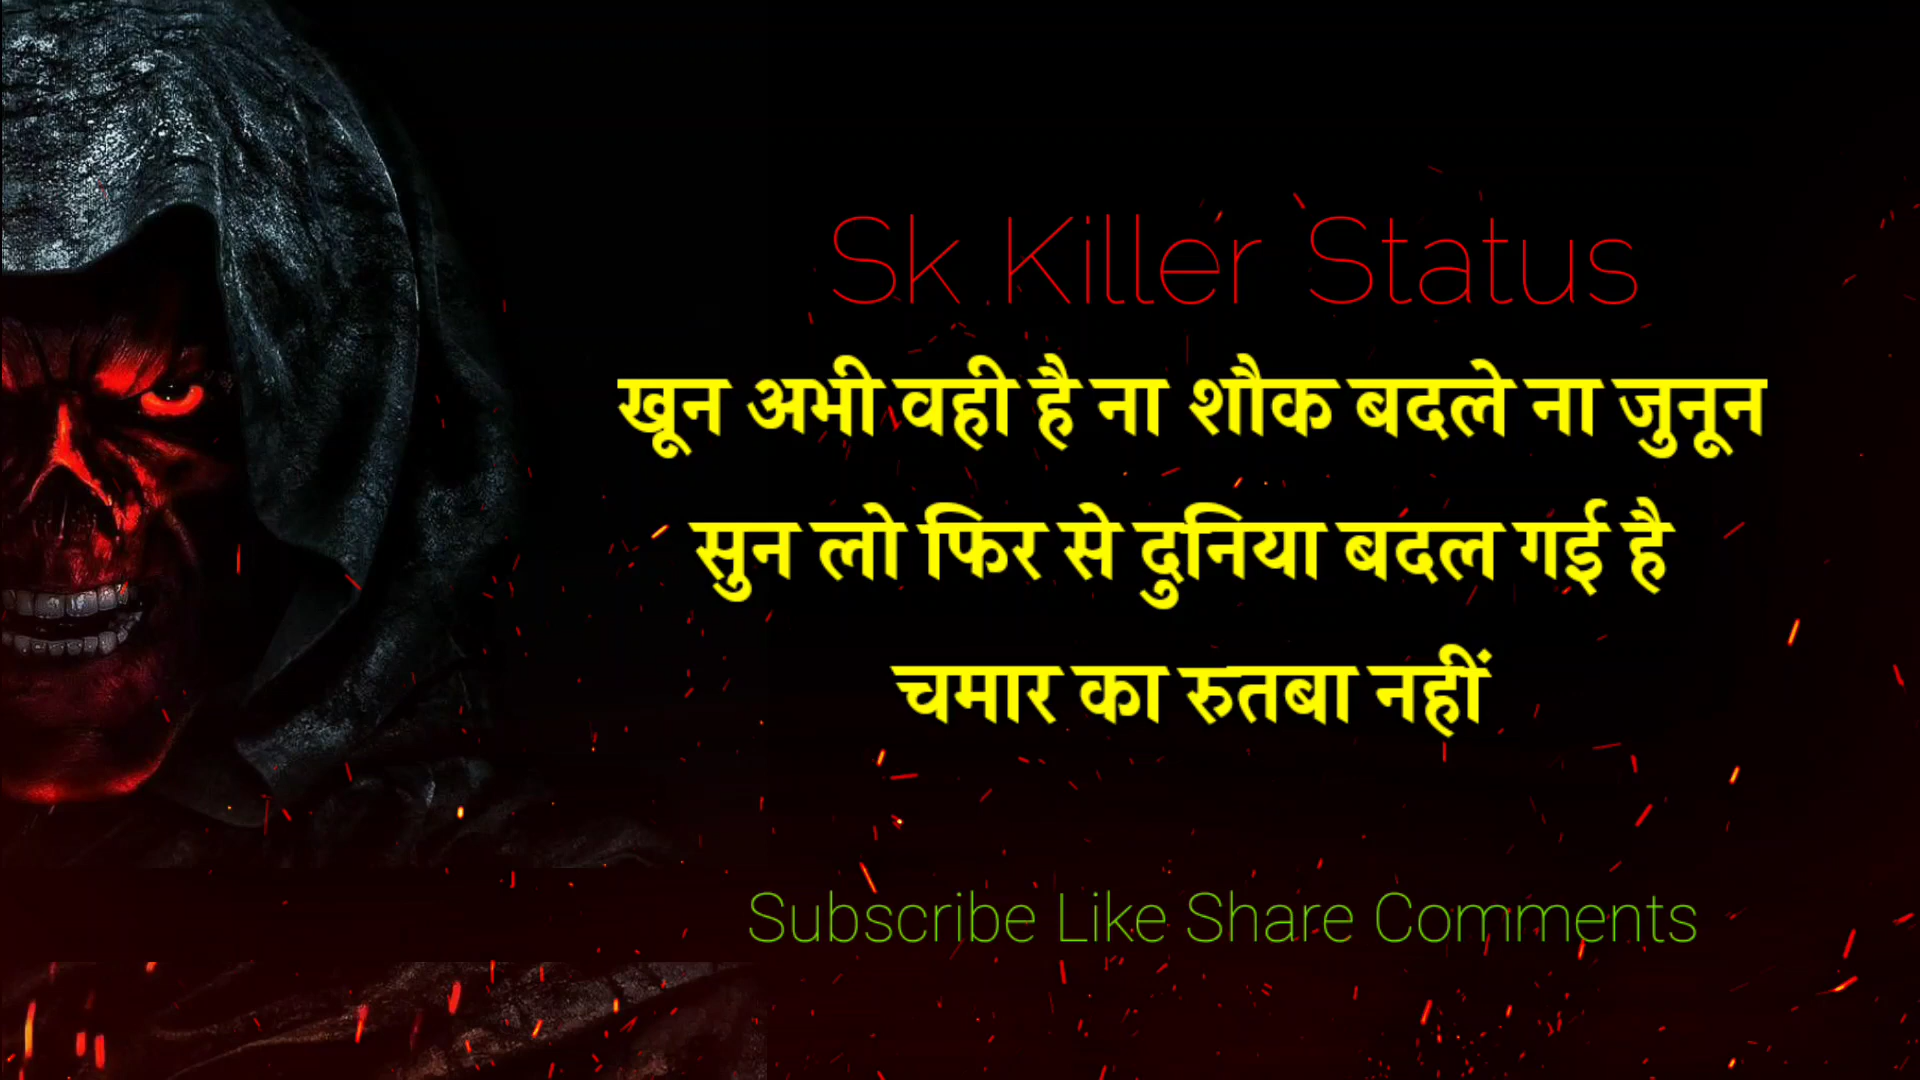 Sk Killer Status
खून अभी वही है ना शौक बदले ना जुनून
सुन लो फिर से दुनिया बदल गई है
चमार का रुतबा नहीं
Subscribe Like Share Comments